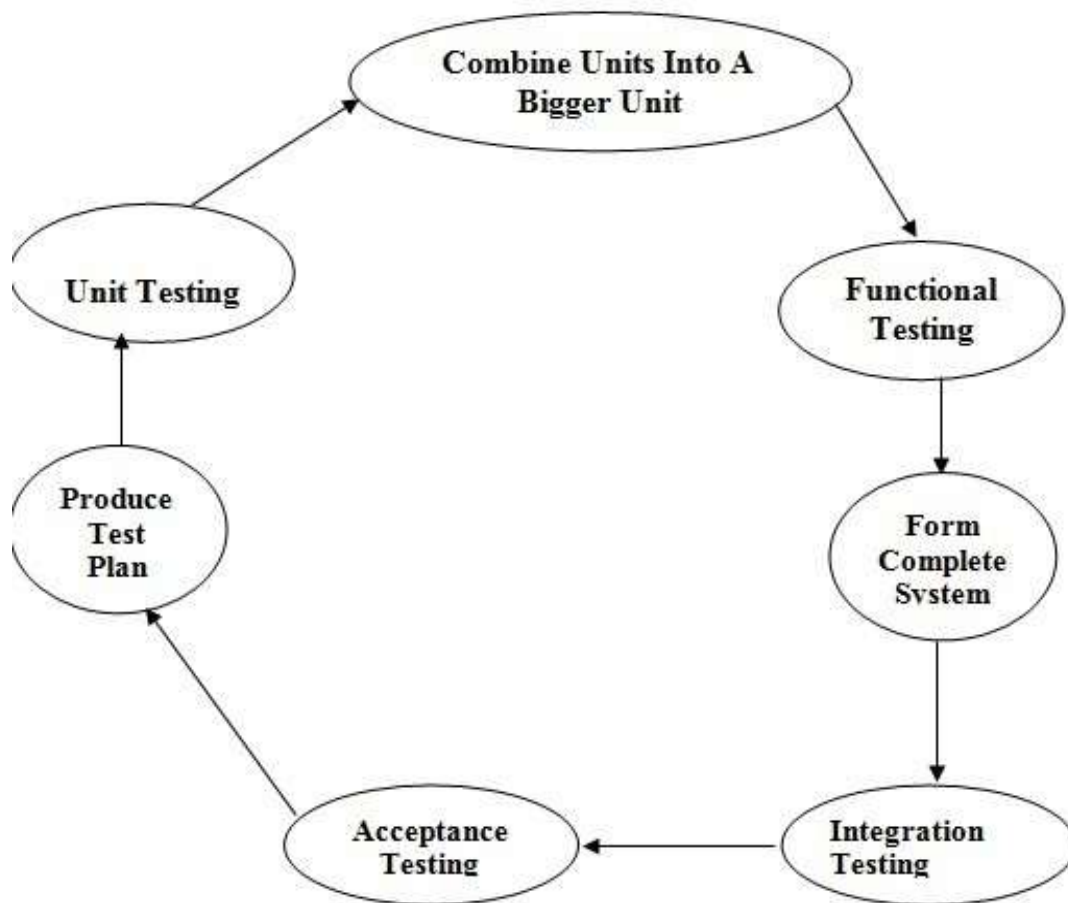 Combine Units Into A
Bigger Unit
Unit Testing
Functional
Testing
Produce
Test
Plan
Form
Complete
System
Acceptance
Testing
Integration
Testing